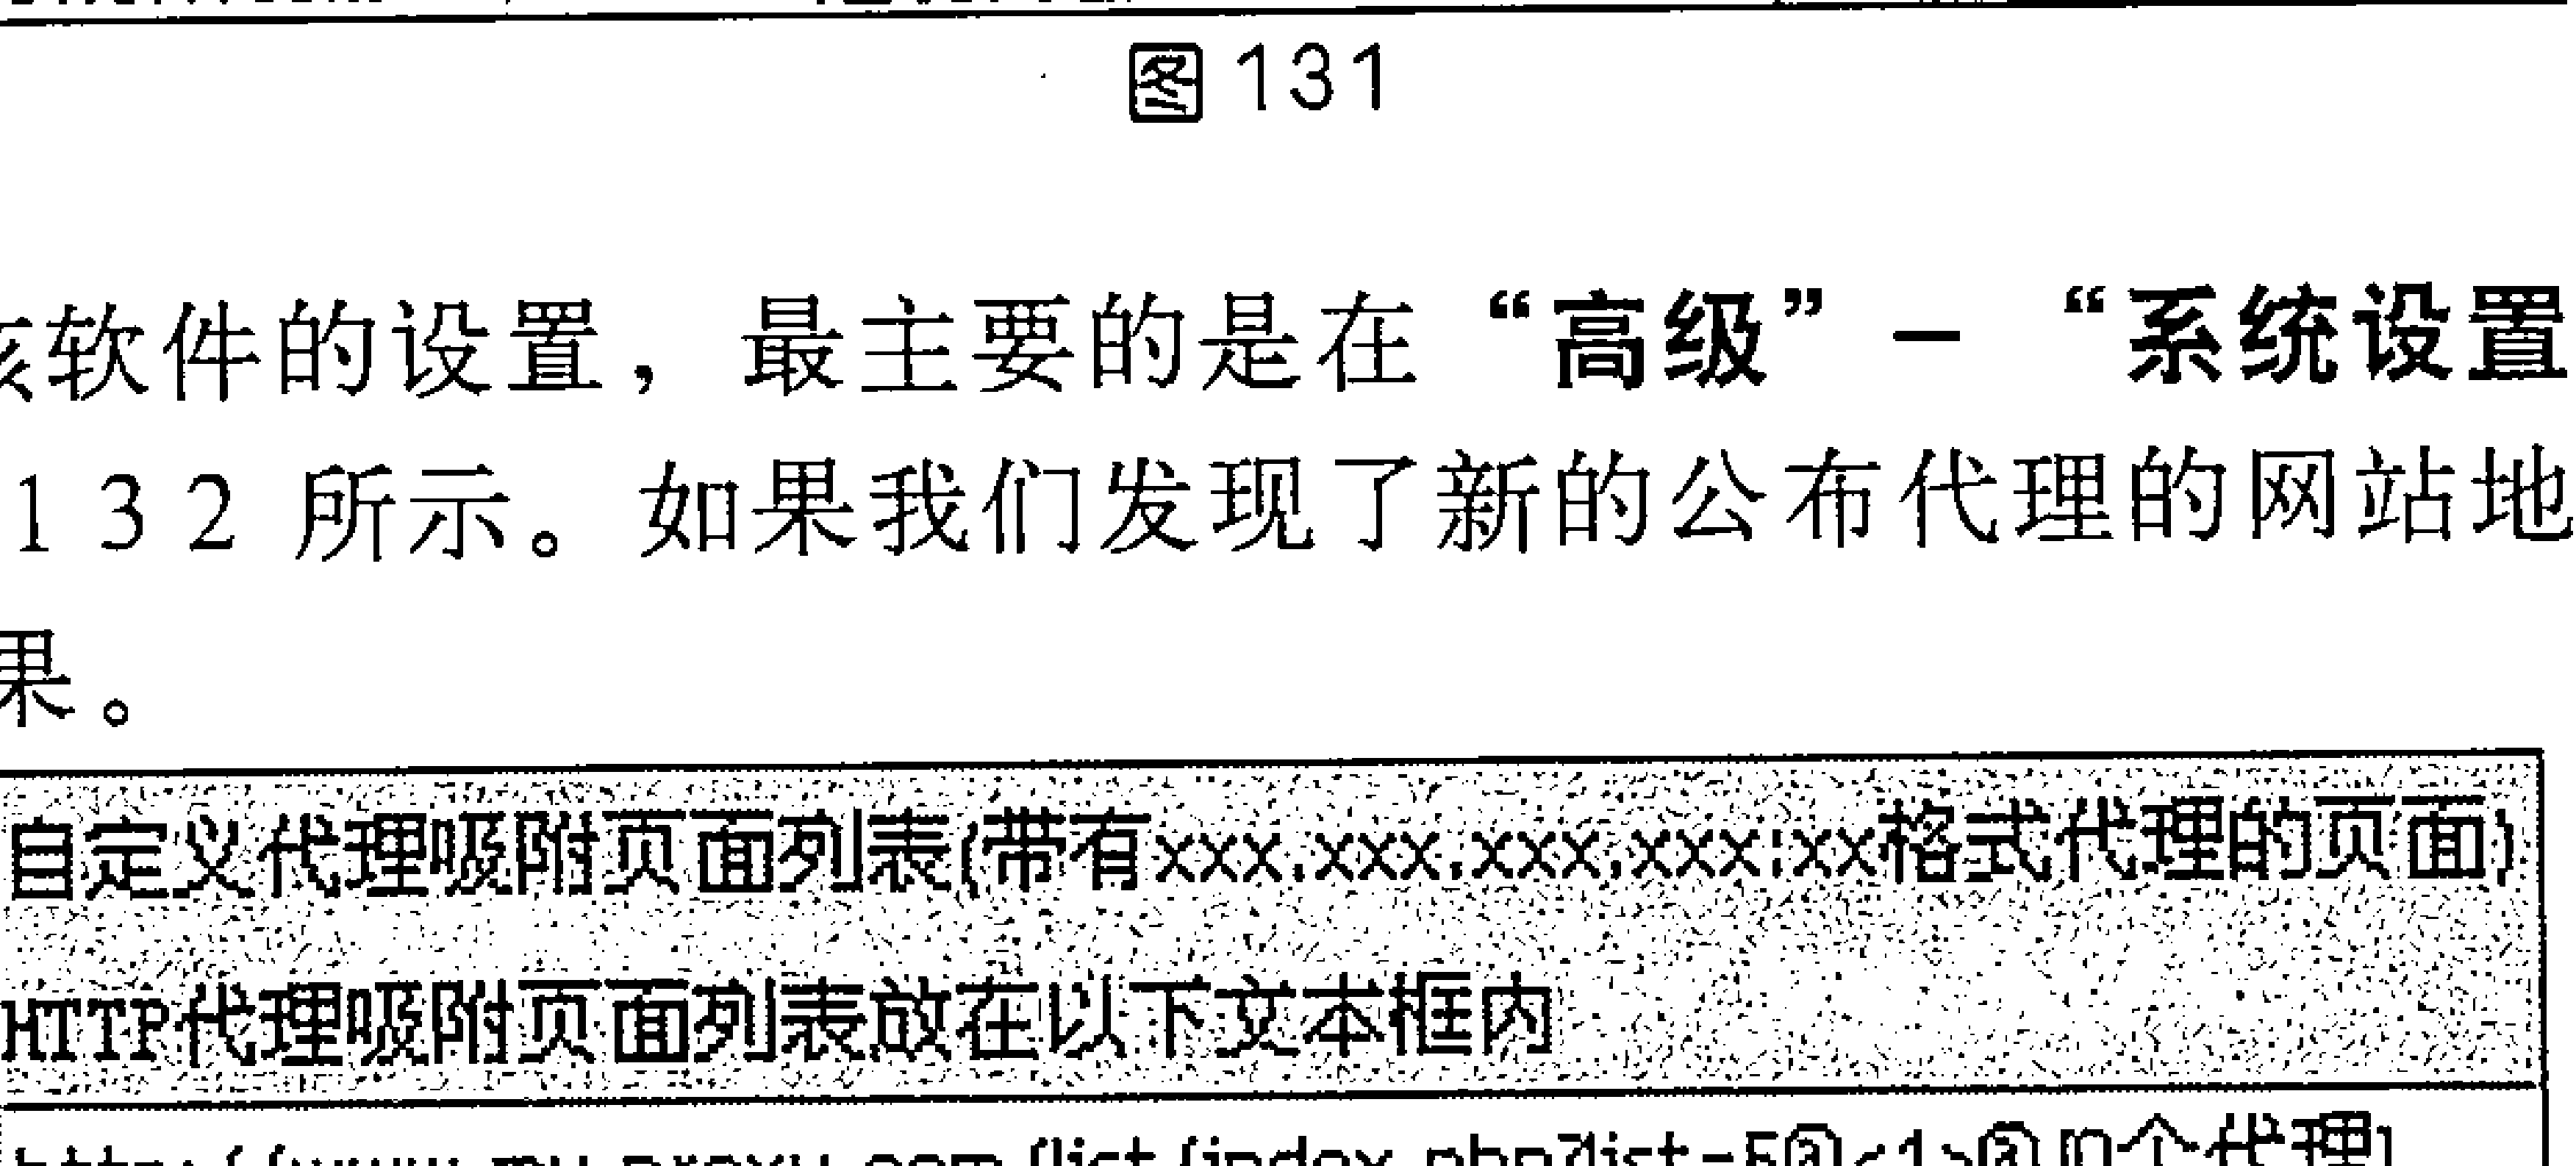 图131
该软件的设置，最主要的是在“高级”－“系统设置
132 所示。如果我们发现了新的公布代理的网站地
果。
自定义代理吸附页面列表(带有xxx.xxx.xxx.xxx:xx格式代理的页面)
HTTP代理吸附页面列表放在以下文本框内